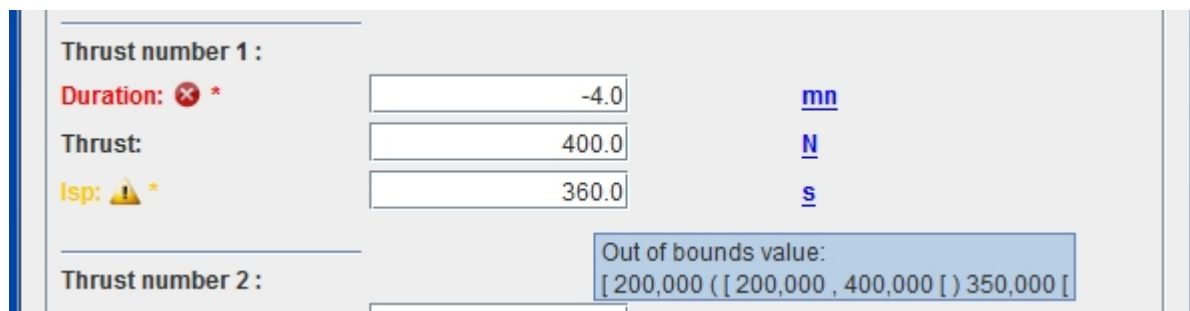 Thrust number 1 :
Duration: * -4.0 mn
Thrust: 400.0 N
Isp: * 360.0 s
Out of bounds value:
[ 200,000 ( [ 200,000 , 400,000 [ ) 350,000 [
Thrust number 2 :